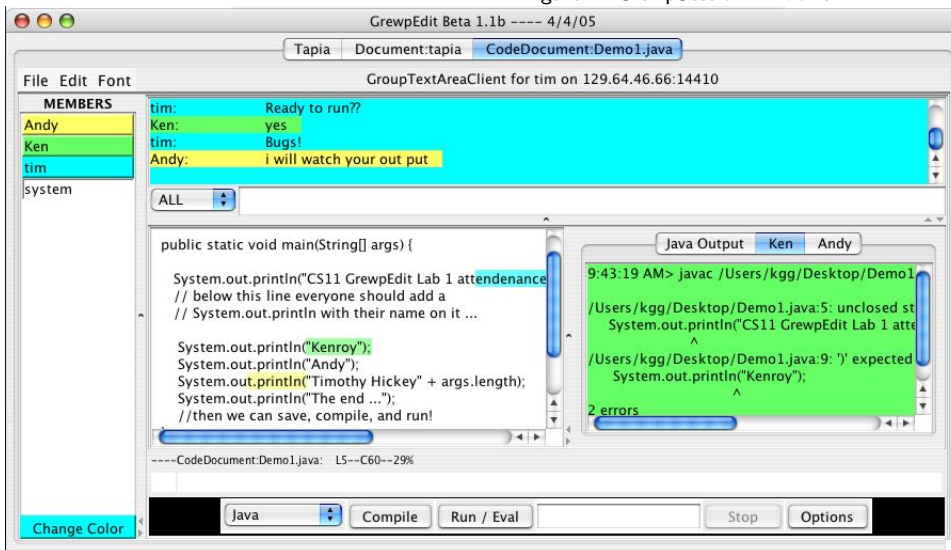 GrewpEdit Beta 1.1b ---- 4/4/05
Tapia Document:tapia CodeDocument:Demo1.java
File Edit Font
GroupTextAreaClient for tim on 129.64.46.66:14410
MEMBERS
Andy
Ken
tim
system
tim: Ready to run??
Ken: yes
tim: Bugs!
Andy: i will watch your out put
ALL
public static void main(String[] args) {
System.out.println("CS11 GrewpEdit Lab 1 attendenance
// below this line everyone should add a
// System.out.println with their name on it ...
System.out.println("Kenroy");
System.out.println("Andy");
System.out.println("Timothy Hickey" + args.length);
System.out.println("The end ...");
//then we can save, compile, and run!
Java Output Ken Andy
9:43:19 AM> javac /Users/kgg/Desktop/Demo1
/Users/kgg/Desktop/Demo1.java:5: unclosed st
System.out.println("CS11 GrewpEdit Lab 1 atte
^
/Users/kgg/Desktop/Demo1.java:9: ')' expected
System.out.println("Kenroy");
^
2 errors
----CodeDocument:Demo1.java: L5--C60--29%
Change Color
Java Compile Run / Eval Stop Options